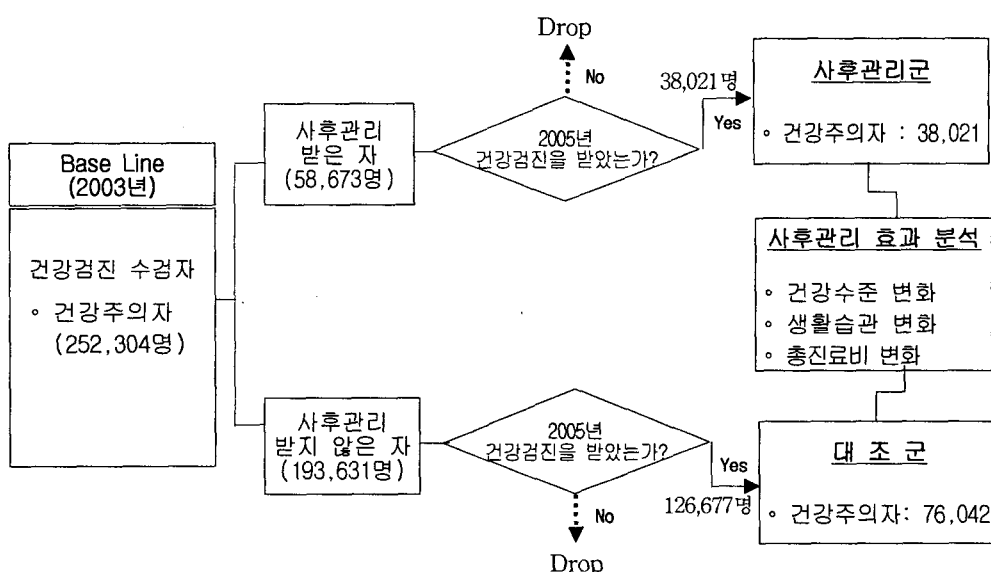 Base Line
(2003년)
건강검진 수검자
◦ 건강주의자
(252,304명)
사후관리
받은 자
(58,673명)
Drop
No
2005년
건강검진을 받았는가?
38,021명
Yes
사후관리군
◦ 건강주의자 : 38,021
사후관리 효과 분석
◦ 건강수준 변화
◦ 생활습관 변화
◦ 총진료비 변화
사후관리
받지 않은 자
(193,631명)
2005년
건강검진을 받았는가?
Yes
126,677명
No
Drop
대 조 군
◦ 건강주의자: 76,042